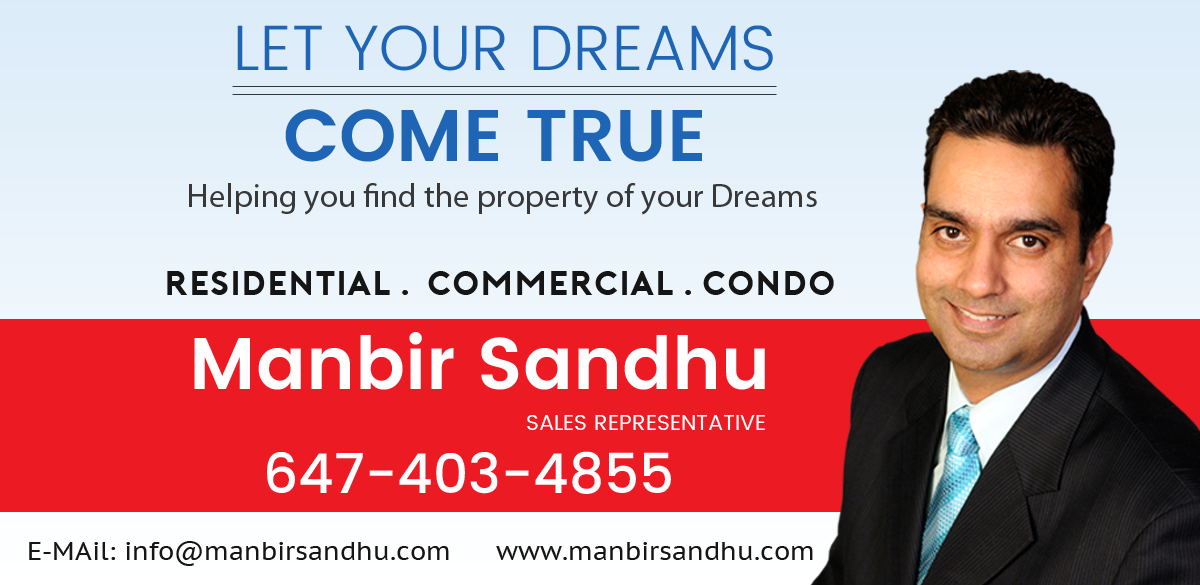 LET YOUR DREAMS
COME TRUE
Helping you find the property of your Dreams
RESIDENTIAL . COMMERCIAL . CONDO
Manbir Sandhu
SALES REPRESENTATIVE
647-403-4855
E-MAil: info@manbirsandhu.com www.manbirsandhu.com